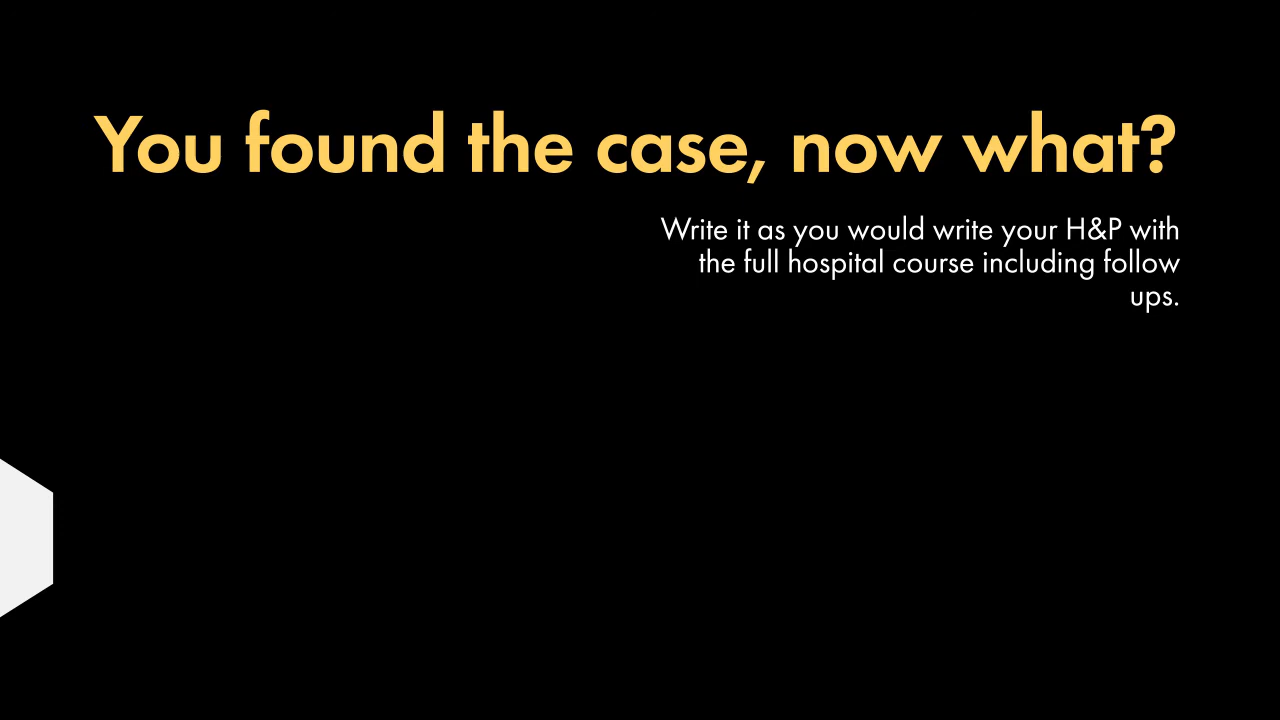 You found the case, now what?
Write it as you would write your H&P with
the full hospital course including follow
ups.